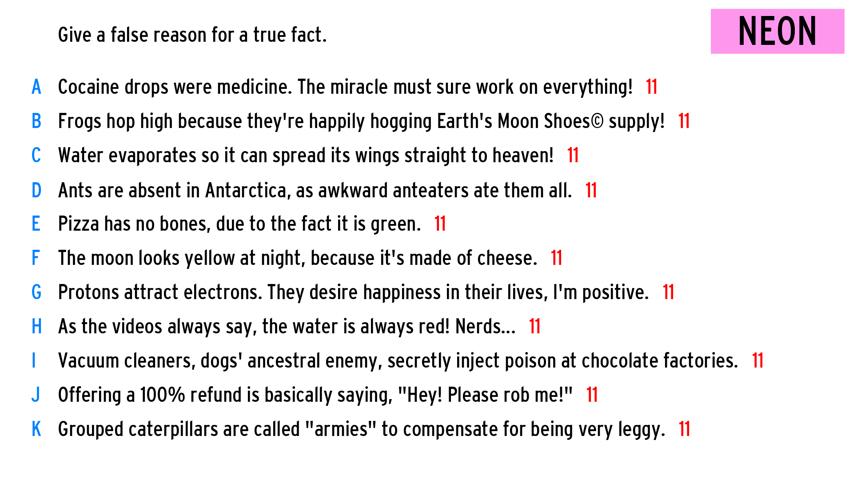 Give a false reason for a true fact.
NEON
A Cocaine drops were medicine. The miracle must sure work on everything! 11
B Frogs hop high because they're happily hogging Earth's Moon Shoes© supply! 11
C Water evaporates so it can spread its wings straight to heaven! 11
D Ants are absent in Antarctica, as awkward anteaters ate them all. 11
E Pizza has no bones, due to the fact it is green. 11
F The moon looks yellow at night, because it's made of cheese. 11
G Protons attract electrons. They desire happiness in their lives, I'm positive. 11
H As the videos always say, the water is always red! Nerds... 11
I Vacuum cleaners, dogs' ancestral enemy, secretly inject poison at chocolate factories. 11
J Offering a 100% refund is basically saying, "Hey! Please rob me!" 11
K Grouped caterpillars are called "armies" to compensate for being very leggy. 11